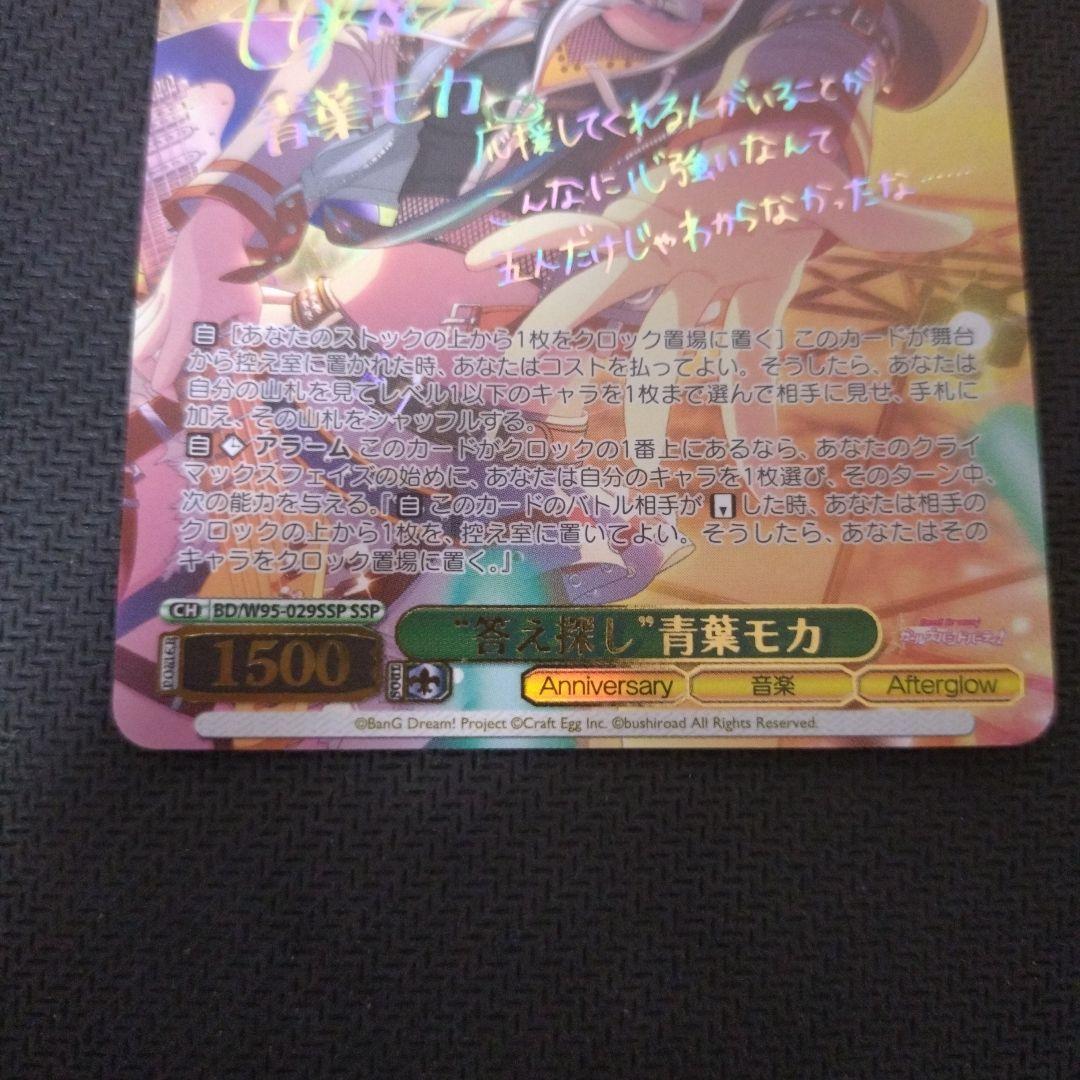 青葉モカ
応援してくれる人がいることが、
こんなに心強いなんて
五人だけじゃわからなかったな……
自 [あなたのストックの上から1枚をクロック置場に置く] このカードが舞台
から控え室に置かれた時、あなたはコストを払ってよい。そうしたら、あなたは
自分の山札を見てレベル1以下のキャラを1枚まで選んで相手に見せ、手札に
加え、その山札をシャッフルする。
自 アラーム このカードがクロックの1番上にあるなら、あなたのクライ
マックスフェイズの始めに、あなたは自分のキャラを1枚選び、そのターン中、
次の能力を与える。『自 このカードのバトル相手が した時、あなたは相手の
クロックの上から1枚を、控え室に置いてよい。そうしたら、あなたはその
キャラをクロック置場に置く。』
CH BD/W95-029SSP SSP
"答え探し" 青葉モカ
POWER 1500 SOUL
Anniversary 音楽 Afterglow
©BanG Dream! Project ©Craft Egg Inc. ©bushiroad All Rights Reserved.